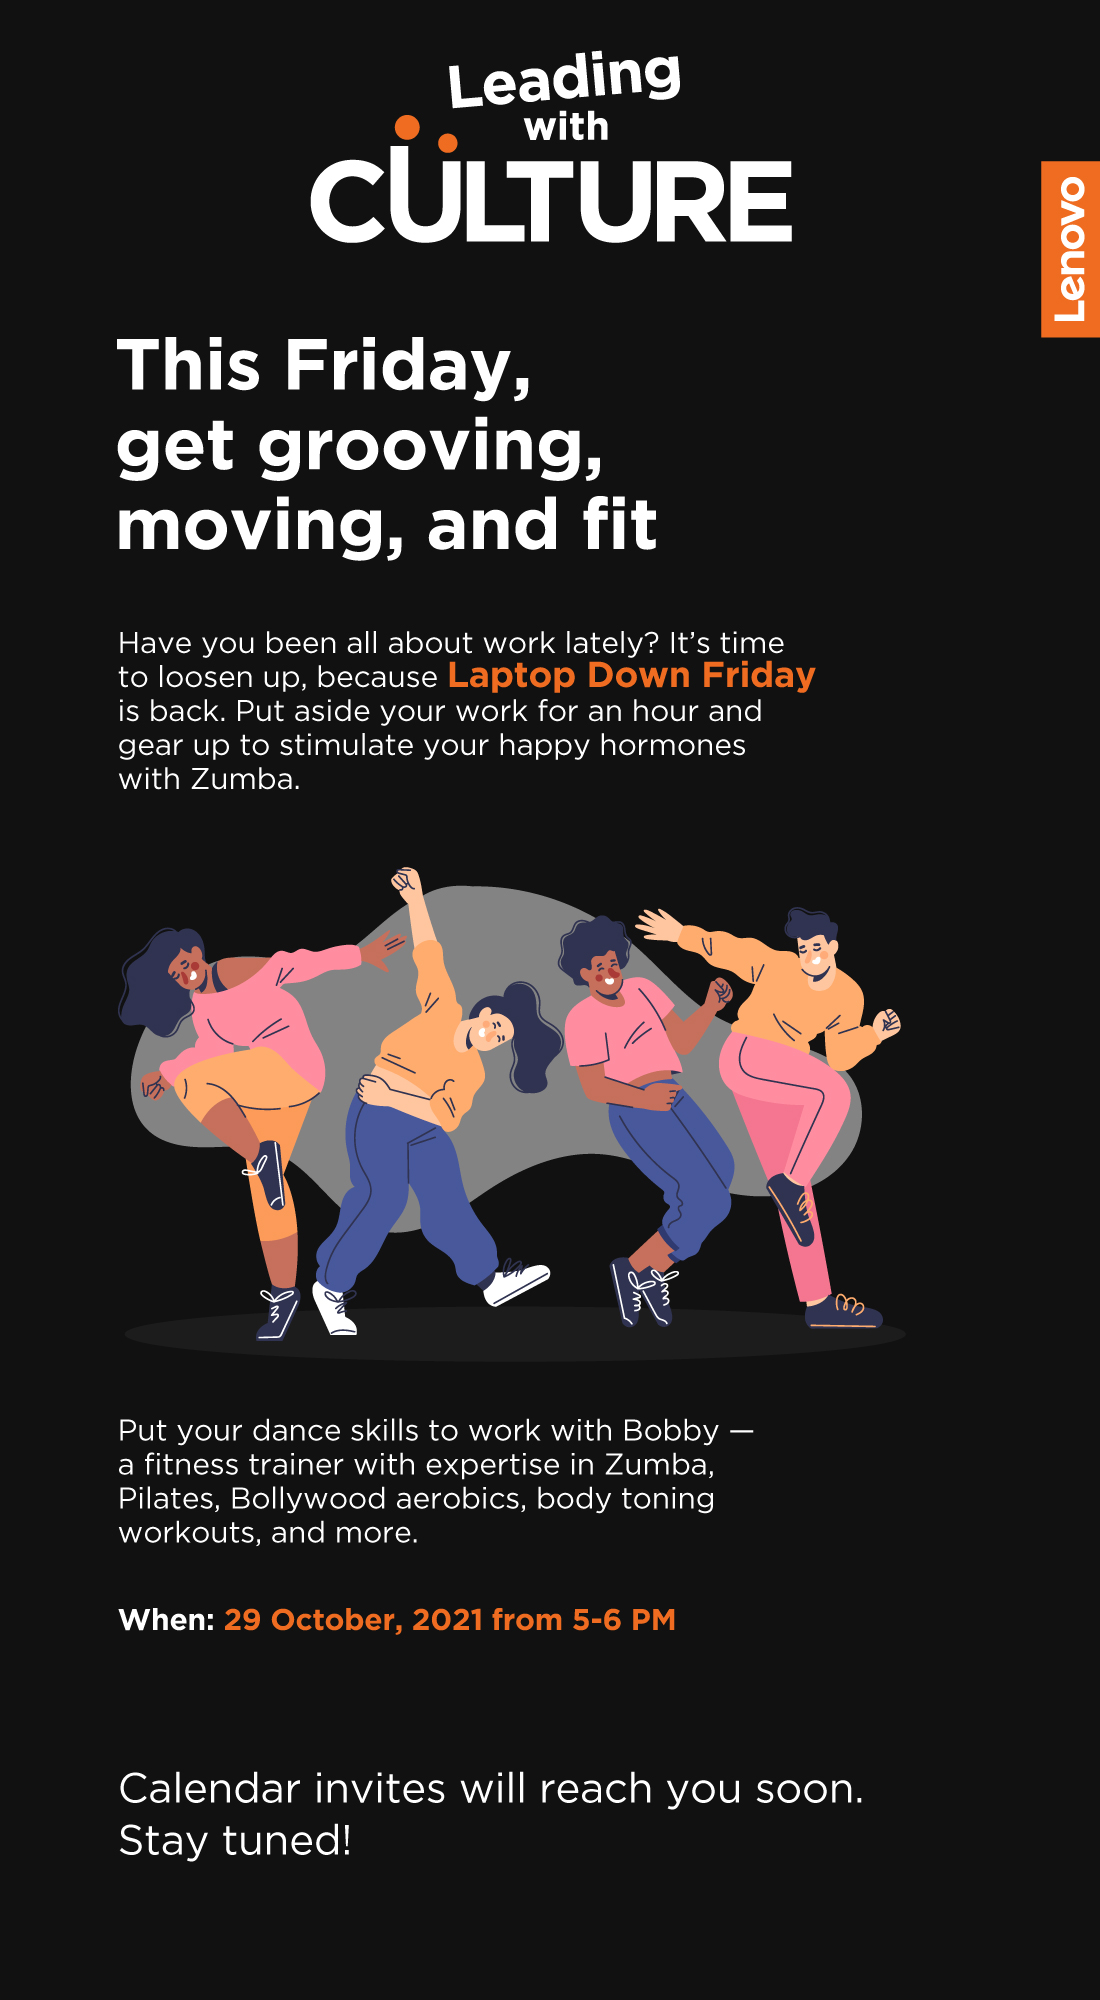 Leading
with
CÜLTURE
Lenovo
This Friday,
get grooving,
moving, and fit
Have you been all about work lately? It’s time
to loosen up, because Laptop Down Friday
is back. Put aside your work for an hour and
gear up to stimulate your happy hormones
with Zumba.
Put your dance skills to work with Bobby —
a fitness trainer with expertise in Zumba,
Pilates, Bollywood aerobics, body toning
workouts, and more.
When: 29 October, 2021 from 5-6 PM
Calendar invites will reach you soon.
Stay tuned!